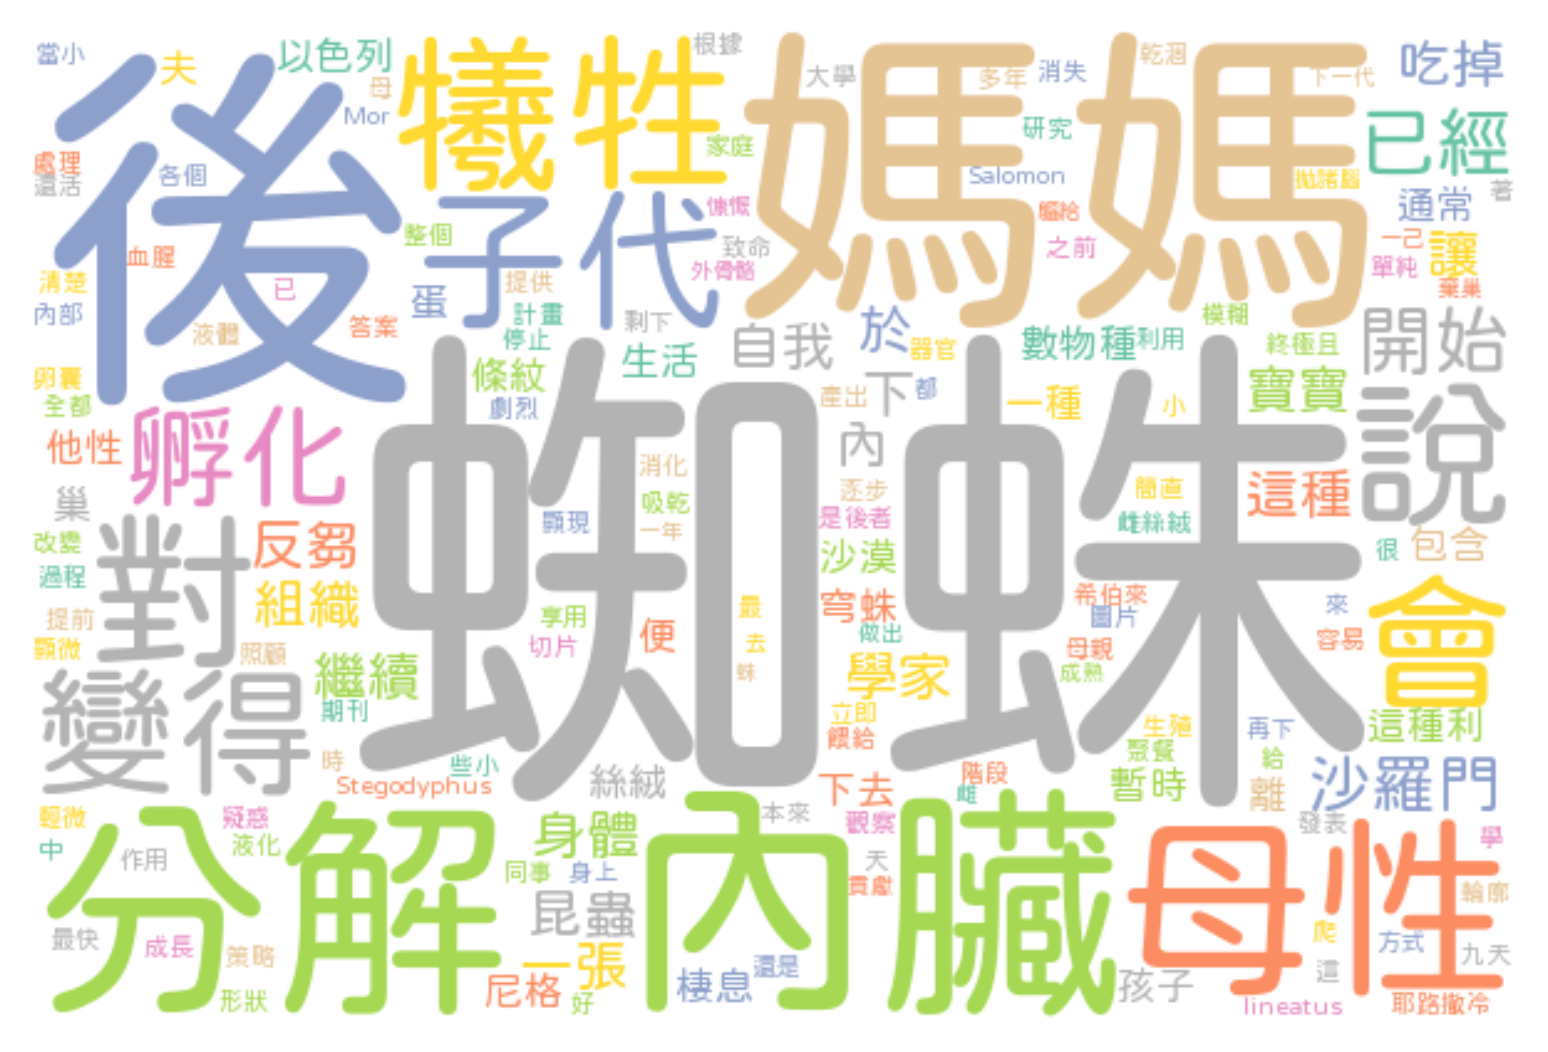 當小
夫
以色列
母
Mor
犧牲
根據
大學
媽媽
多年
消失
乾涸
下一代
吃掉
已經
後
處理
還活
各個
家庭
研究
Salomon
拋諸腦
著
通常
慷慨
軀給
子代
整個
致命
之前
一己
讓
血腥
外骨骼
單純
清楚
已
提供
棄巢
內部
蛋
答案
液體
計畫
停止
剩下
自我
於
器官
數物種
利用
模糊
終極且
開始
生活
卵囊
全都
條紋
劇烈
產出
下
都
一種
小
寶寶
說
他性
孵化
蜘蛛
內
消化
吸乾
一年
逐步
是後者
簡直
雌絲絨
這種
巢
顯現
很
包含
改變
過程
對
反芻
沙漠
組織
享用
切片
最
去
蛛
穹蛛
做出
希伯來
圖片
來
會
提前
顯微
照顧
便
母親
容易
變得
繼續
期刊
學家
成熟
立即
餵給
生殖
聚餐
再下
給
這種利
時
些小
Stegodyphus
絲絨
下去
階段
雌
暫時
離
沙羅門
輕微
疑惑
中
液化
作用
分解
身體
同事
身上
內臟
本來
觀察
天
貢獻
母性
發表
學
輪廓
昆蟲
最快
成長
策略
形狀
一張
尼格
好
棲息
還是
孩子
爬
方式
這
九天
lineatus
耶路撒冷